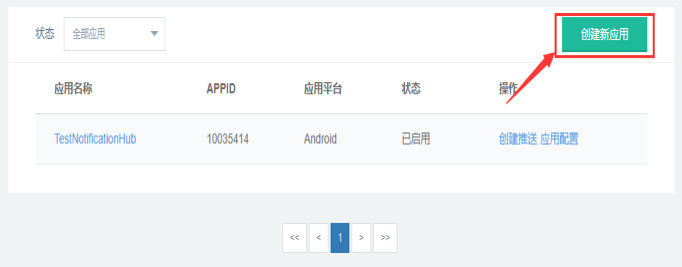 状态 全部应用 创建新应用
应用名称 APPID 应用平台 状态 操作
TestNotificationHub 10035414 Android 已启用 创建推送 应用配置
<< < 1 > >>